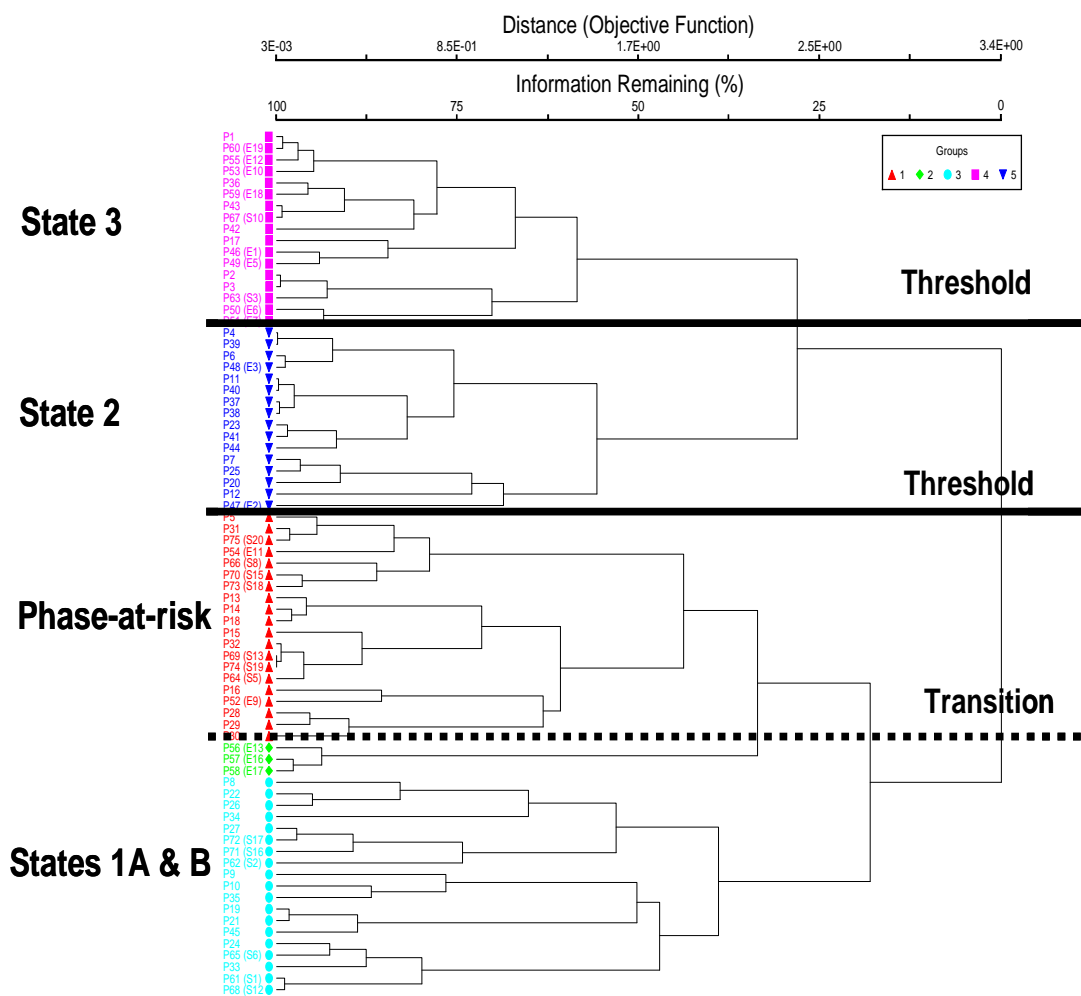 Distance (Objective Function)
3E-03 8.5E-01 1.7E+00 2.5E+00 3.4E+00
Information Remaining (%)
100 75 50 25 0
Groups
1 2 3 4 5
P1
P60 (E19
P55 (E12
P53 (E10
P36
P59 (E18
P43
P67 (S10
P42
P17
P46 (E1)
P49 (E5)
P2
P3
P63 (S3)
P50 (E6)
P51 (E7)
State 3
Threshold
P4
P39
P6
P48 (E3)
P11
P40
P37
P38
P23
P41
P44
P7
P25
P20
P12
P47 (E2)
State 2
Threshold
P5
P31
P75 (S20
P54 (E11
P66 (S8)
P70 (S15
P73 (S18
P13
P14
P18
P15
P32
P69 (S13
P74 (S19
P64 (S5)
P16
P52 (E9)
P28
P29
P30
Phase-at-risk
Transition
P56 (E13
P57 (E16
P58 (E17
P8
P22
P26
P34
P27
P72 (S17
P71 (S16
P62 (S2)
P9
P10
P35
P19
P21
P45
P24
P65 (S6)
P33
P61 (S1)
P68 (S12
States 1A & B